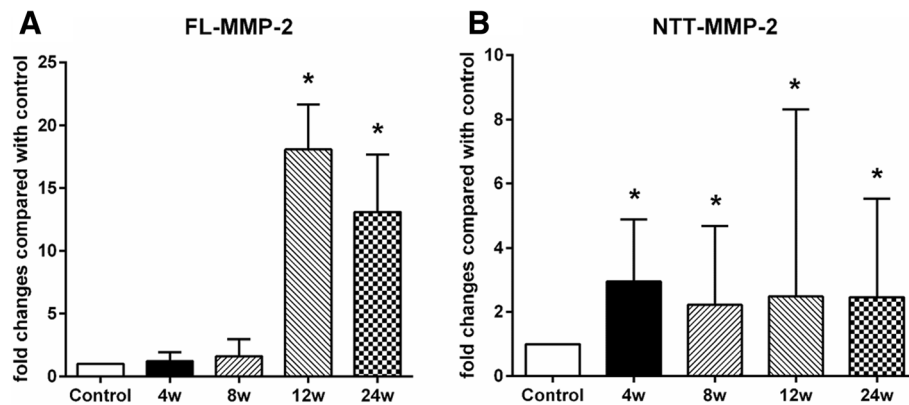 A
FL-MMP-2
fold changes compared with control
25
20
15
10
5
0
*
*
Control 4w 8w 12w 24w
B
NTT-MMP-2
fold changes compared with control
10
8
6
4
2
0
*
*
*
*
Control 4w 8w 12w 24w